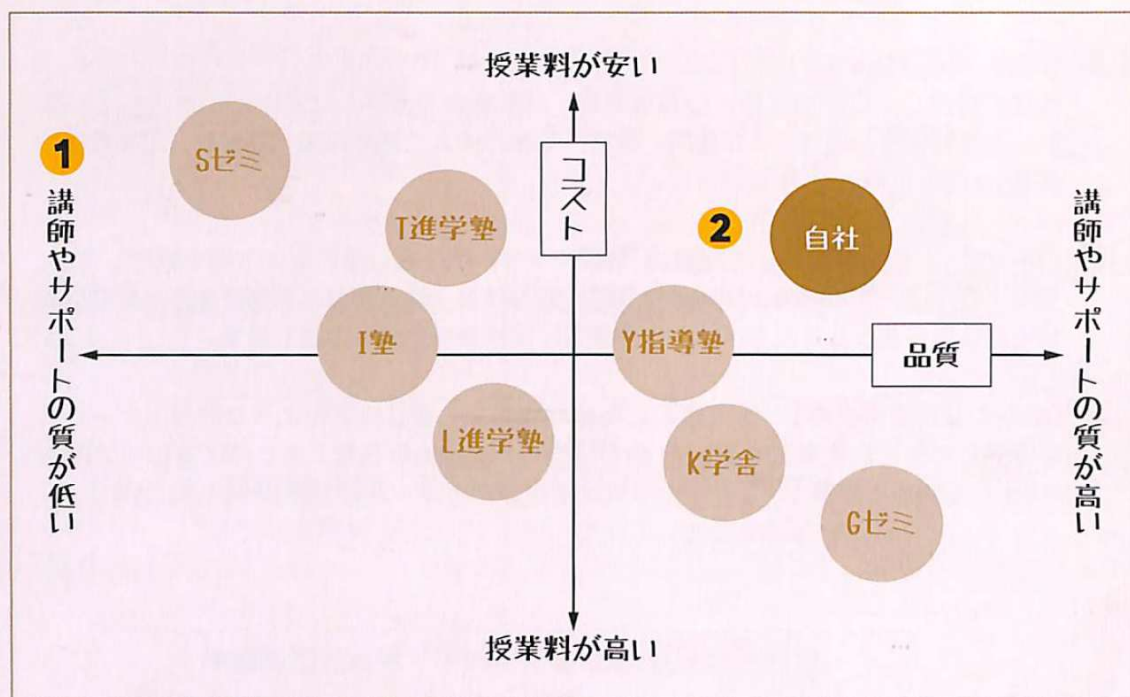 授業料が安い
コスト
1
講師やサポートの質が低い
Sゼミ
T進学塾
2
自社
講師やサポートの質が高い
I塾
Y指導塾
品質
L進学塾
K学舎
Gゼミ
授業料が高い